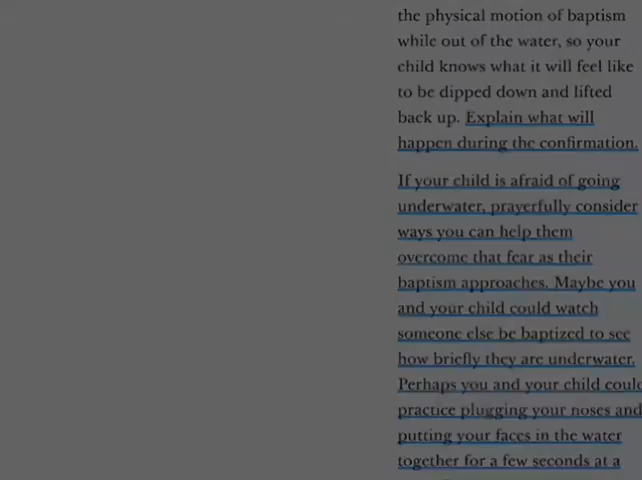 the physical motion of baptism
while out of the water, so your
child knows what it will feel like
to be dipped down and lifted
back up. Explain what will
happen during the confirmation.
If your child is afraid of going
underwater, prayerfully consider
ways you can help them
overcome that fear as their
baptism approaches. Maybe you
and your child could watch
someone else be baptized to see
how briefly they are underwater.
Perhaps you and your child could
practice plugging your noses and
putting your faces in the water
together for a few seconds at a